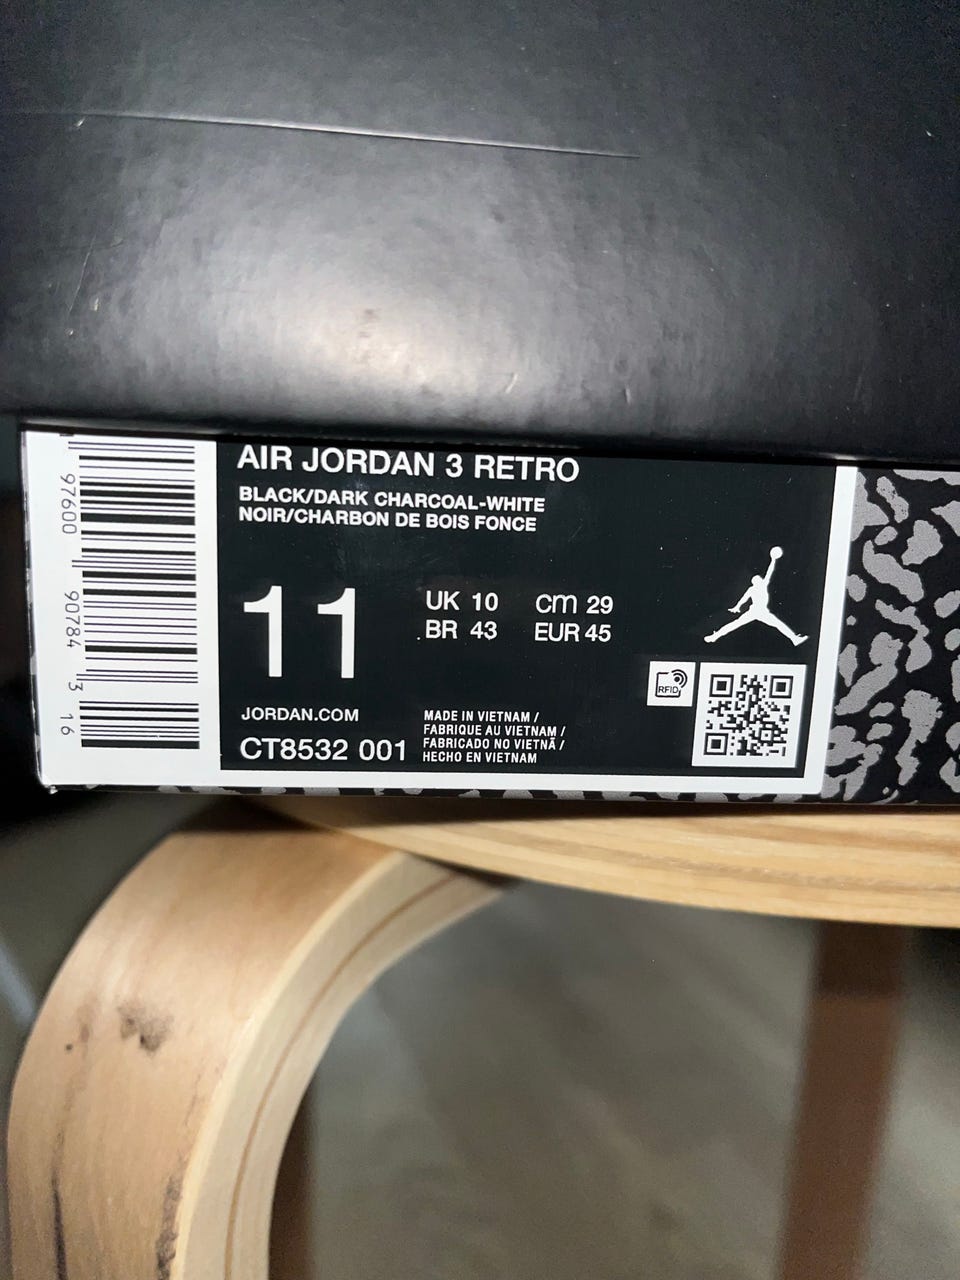 AIR JORDAN 3 RETRO
BLACK/DARK CHARCOAL-WHITE
NOIR/CHARBON DE BOIS FONCE
11
UK 10 cm 29
BR 43 EUR 45
RFID
JORDAN.COM
CT8532 001
MADE IN VIETNAM /
FABRIQUE AU VIETNAM /
FABRICADO NO VIETNÃ /
HECHO EN VIETNAM
97600 90784 3 16